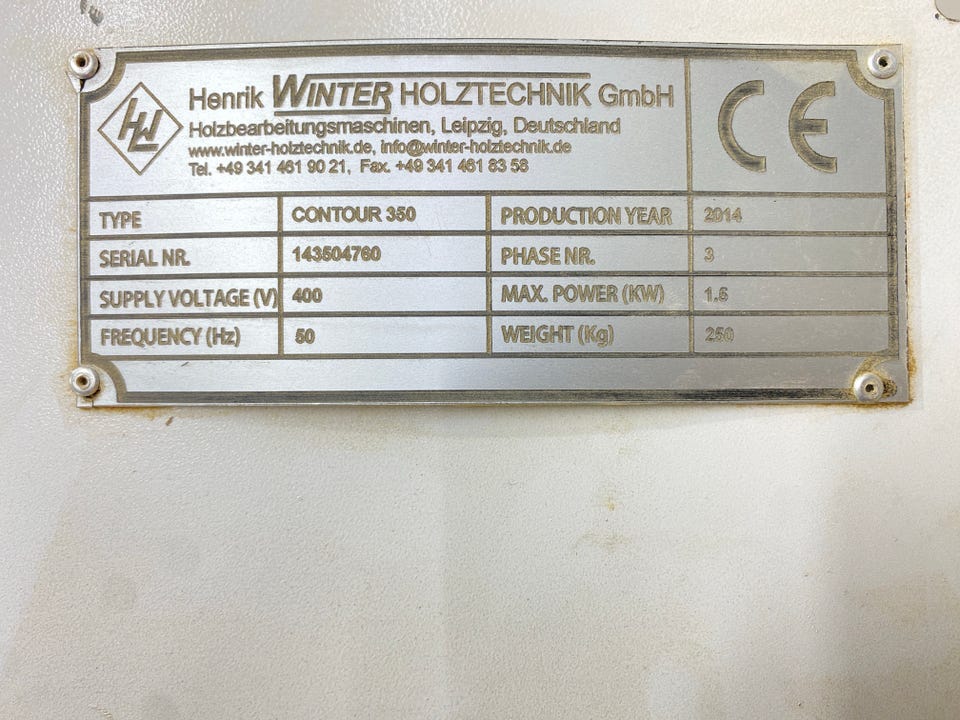 HW
Henrik WINTER HOLZTECHNIK GmbH
Holzbearbeitungsmaschinen, Leipzig, Deutschland
www.winter-holztechnik.de, info@winter-holztechnik.de
Tel. +49 341 461 90 21, Fax. +49 341 461 83 58
CE
TYPE CONTOUR 350 PRODUCTION YEAR 2014
SERIAL NR. 143504760 PHASE NR. 3
SUPPLY VOLTAGE (V) 400 MAX. POWER (KW) 1.5
FREQUENCY (Hz) 50 WEIGHT (Kg) 250